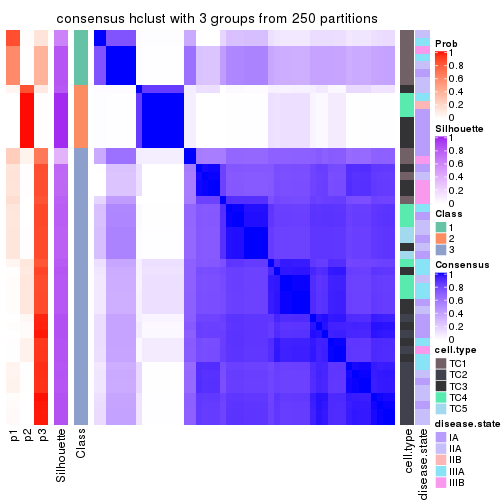 consensus hclust with 3 groups from 250 partitions
Prob
1
0.8
0.6
0.4
0.2
0
Silhouette
1
0.8
0.6
0.4
0.2
0
Class
1
2
3
Consensus
1
0.8
0.6
0.4
0.2
0
cell.type
TC1
TC2
TC3
TC4
TC5
disease.state
IA
IIA
IIB
IIIA
IIIB
p1
p2
p3
Silhouette
Class
cell.type
disease.state